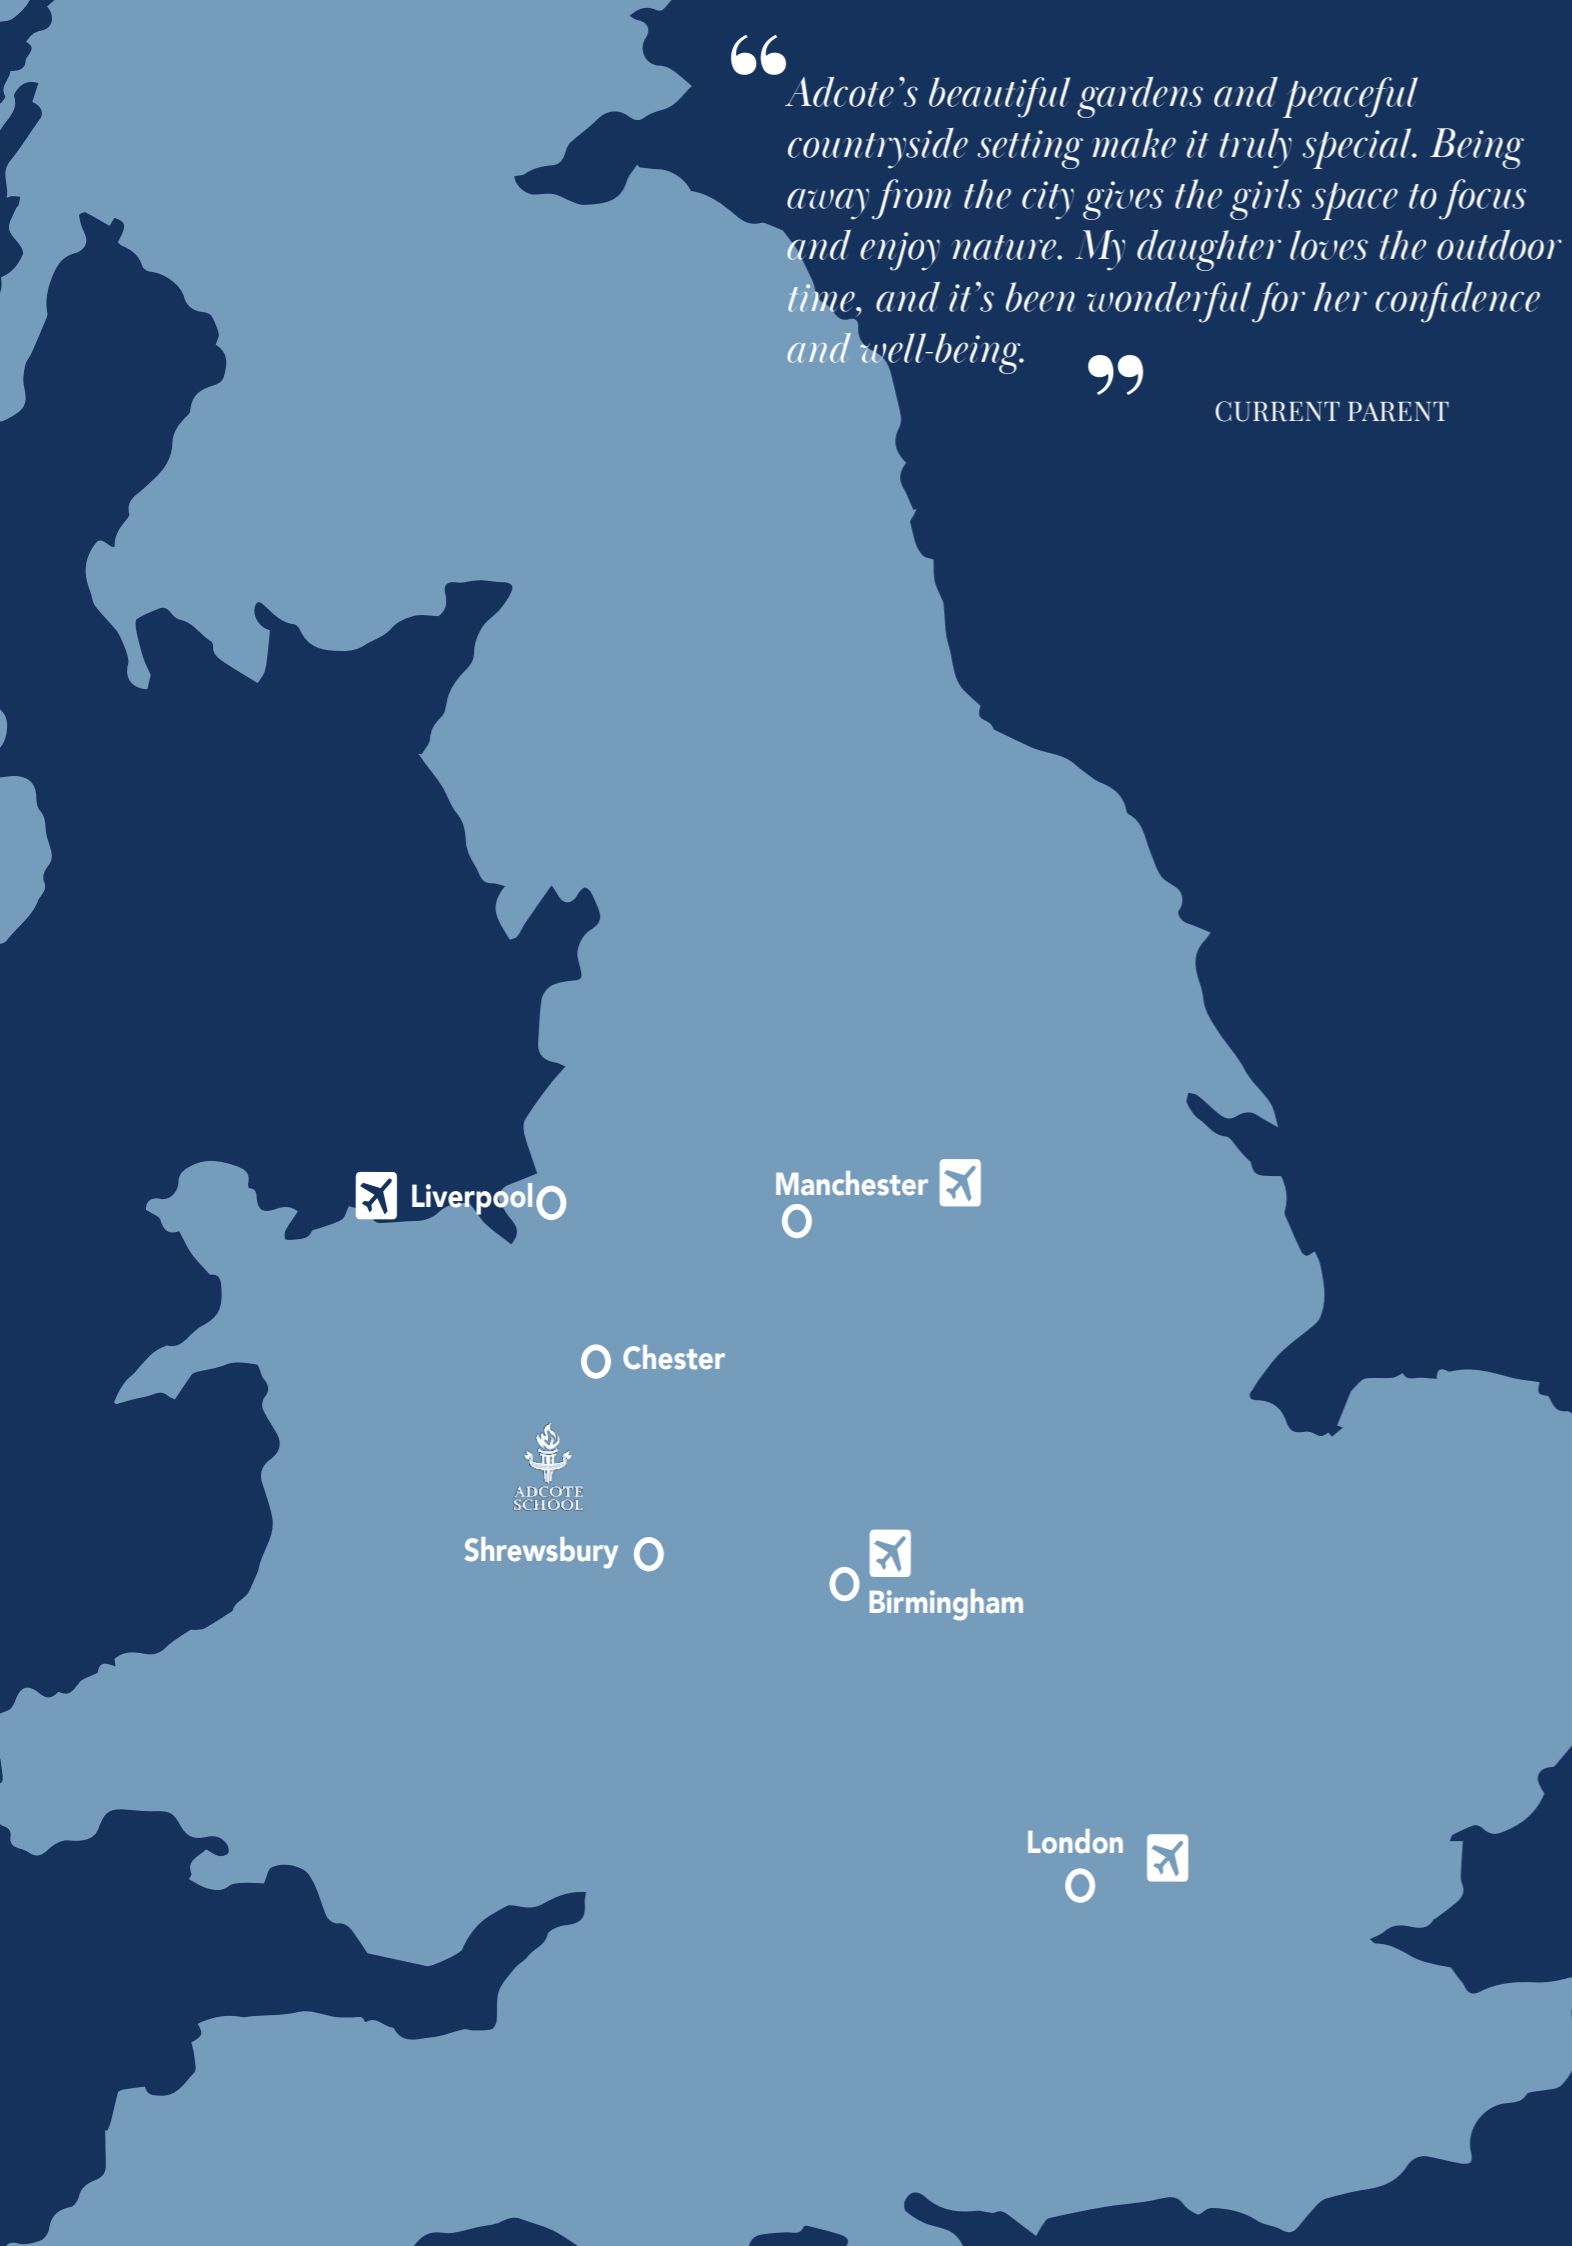 “
Adcote’s beautiful gardens and peaceful
countryside setting make it truly special. Being
away from the city gives the girls space to focus
and enjoy nature. My daughter loves the outdoor
time, and it’s been wonderful for her confidence
and well-being.
”
CURRENT PARENT
Liverpool
Manchester
Chester
ADCOTE
SCHOOL
Shrewsbury
Birmingham
London